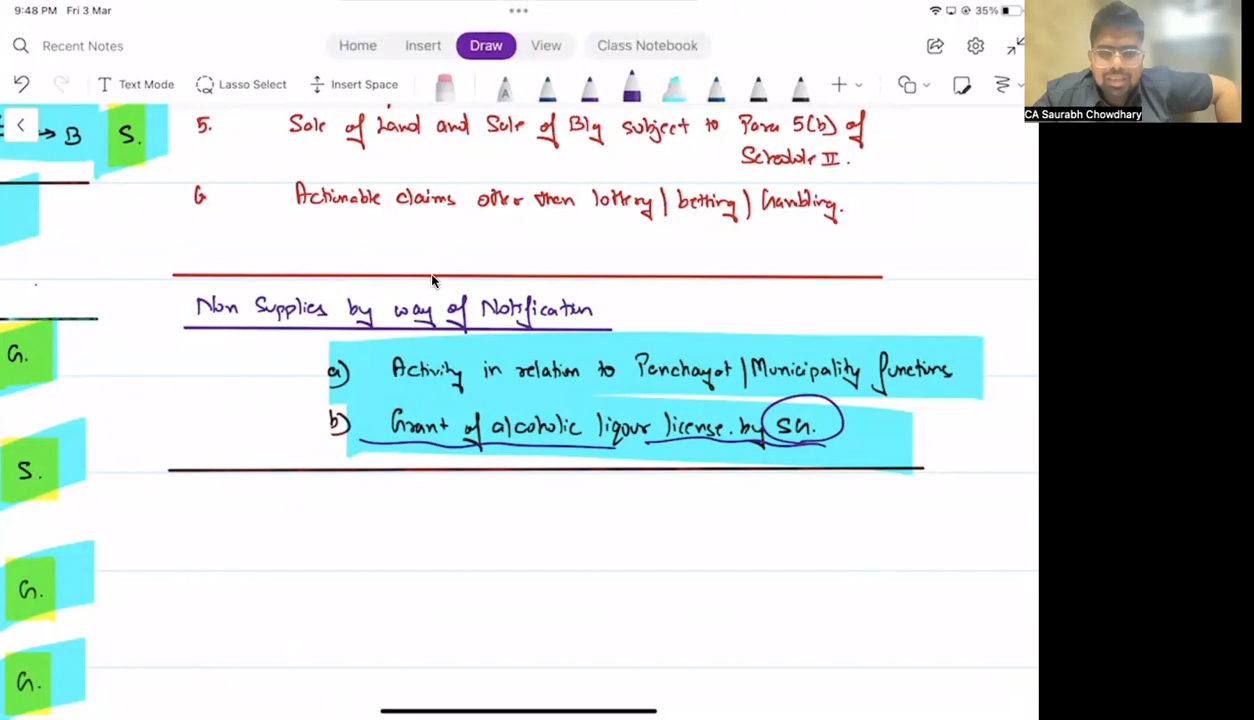 9:48 PM Fri 3 Mar
35%
Recent Notes
Home Insert Draw View Class Notebook
Text Mode Lasso Select Insert Space
CA Saurabh Chowdhary
B S.
5. Sale of Land and Sale of Blg subject to Para 5(b) of
Schedule II.
6 Actionable claims other than lottery/ betting/ Gambling.
Non Supplies by way of Notification
a) Activity in relation to Panchayat/Municipality functions
b) Grant of alcoholic liquor license. by SG.
G.
S.
G.
G.